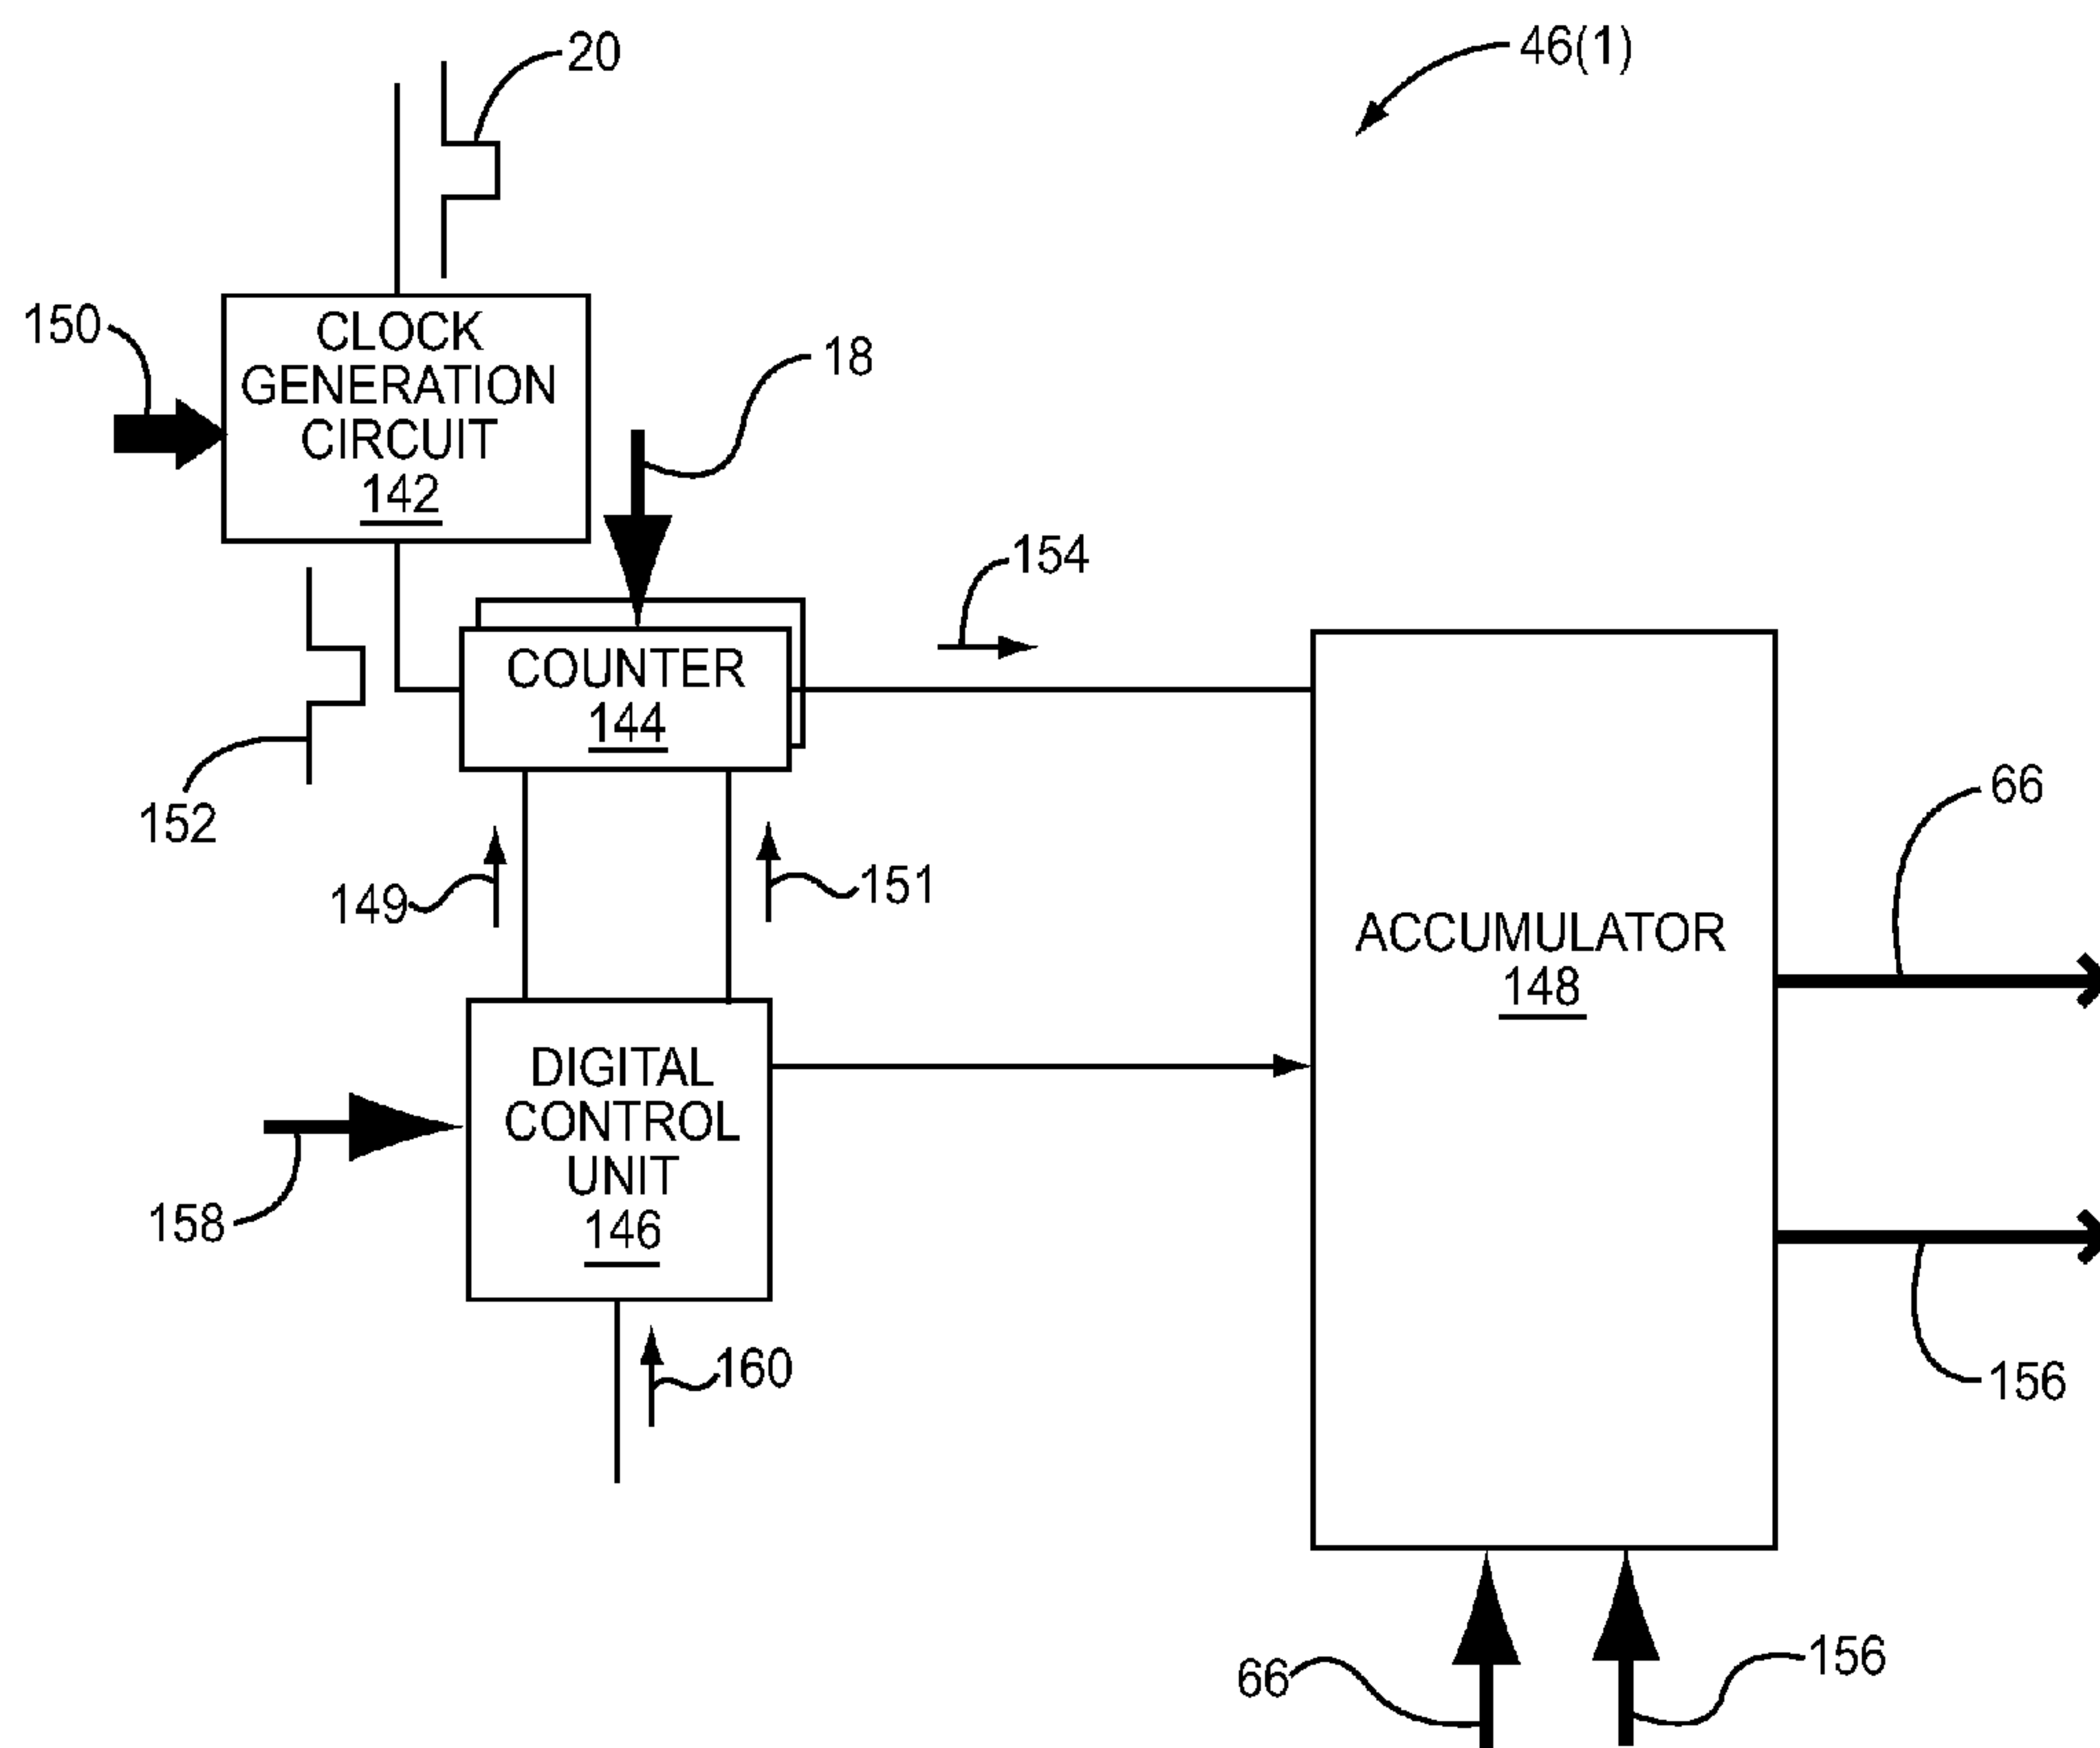 20
46(1)
150
CLOCK
GENERATION
CIRCUIT
142
18
154
COUNTER
144
152
66
149
151
ACCUMULATOR
148
DIGITAL
CONTROL
UNIT
146
158
160
156
66
156